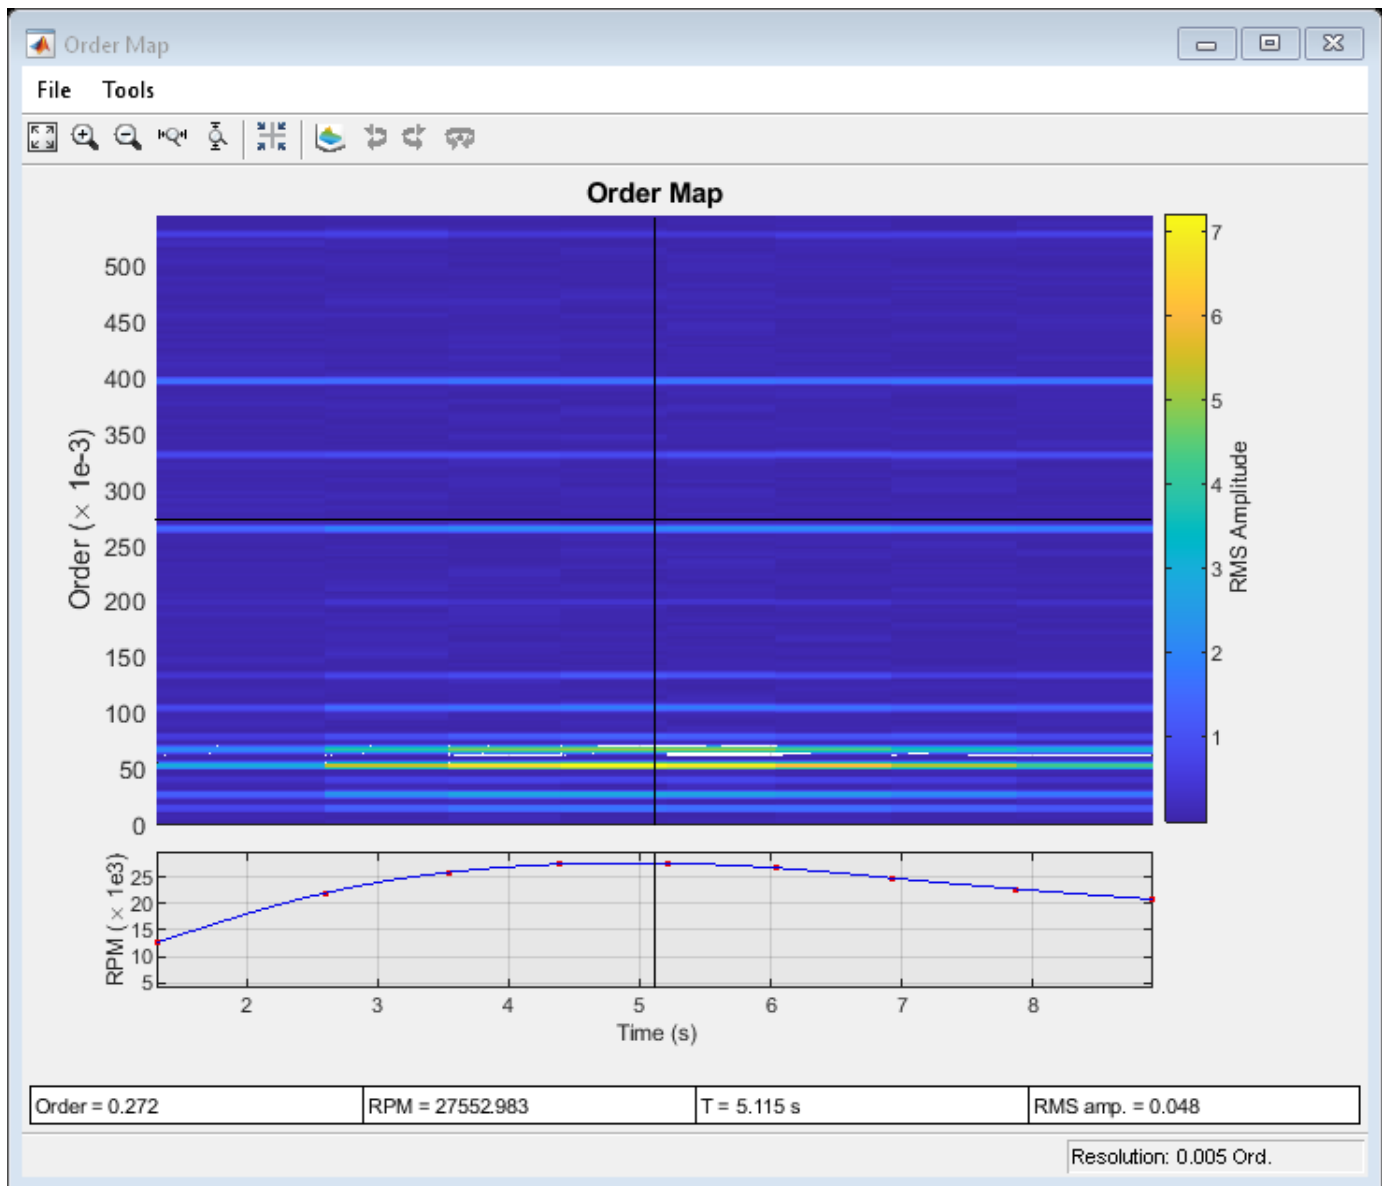 Order Map
File Tools
Order Map
500
450
400
350
300
250
200
150
100
50
0
Order (× 1e-3)
7
6
5
4
3
2
1
RMS Amplitude
25
20
15
10
5
RPM (× 1e3)
2 3 4 5 6 7 8
Time (s)
Order = 0.272 RPM = 27552.983 T = 5.115 s RMS amp. = 0.048
Resolution: 0.005 Ord.